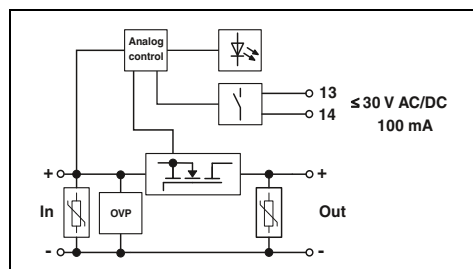 Analog
control
13
14
≤ 30 V AC/DC
100 mA
+
+
In
OVP
Out
-
-